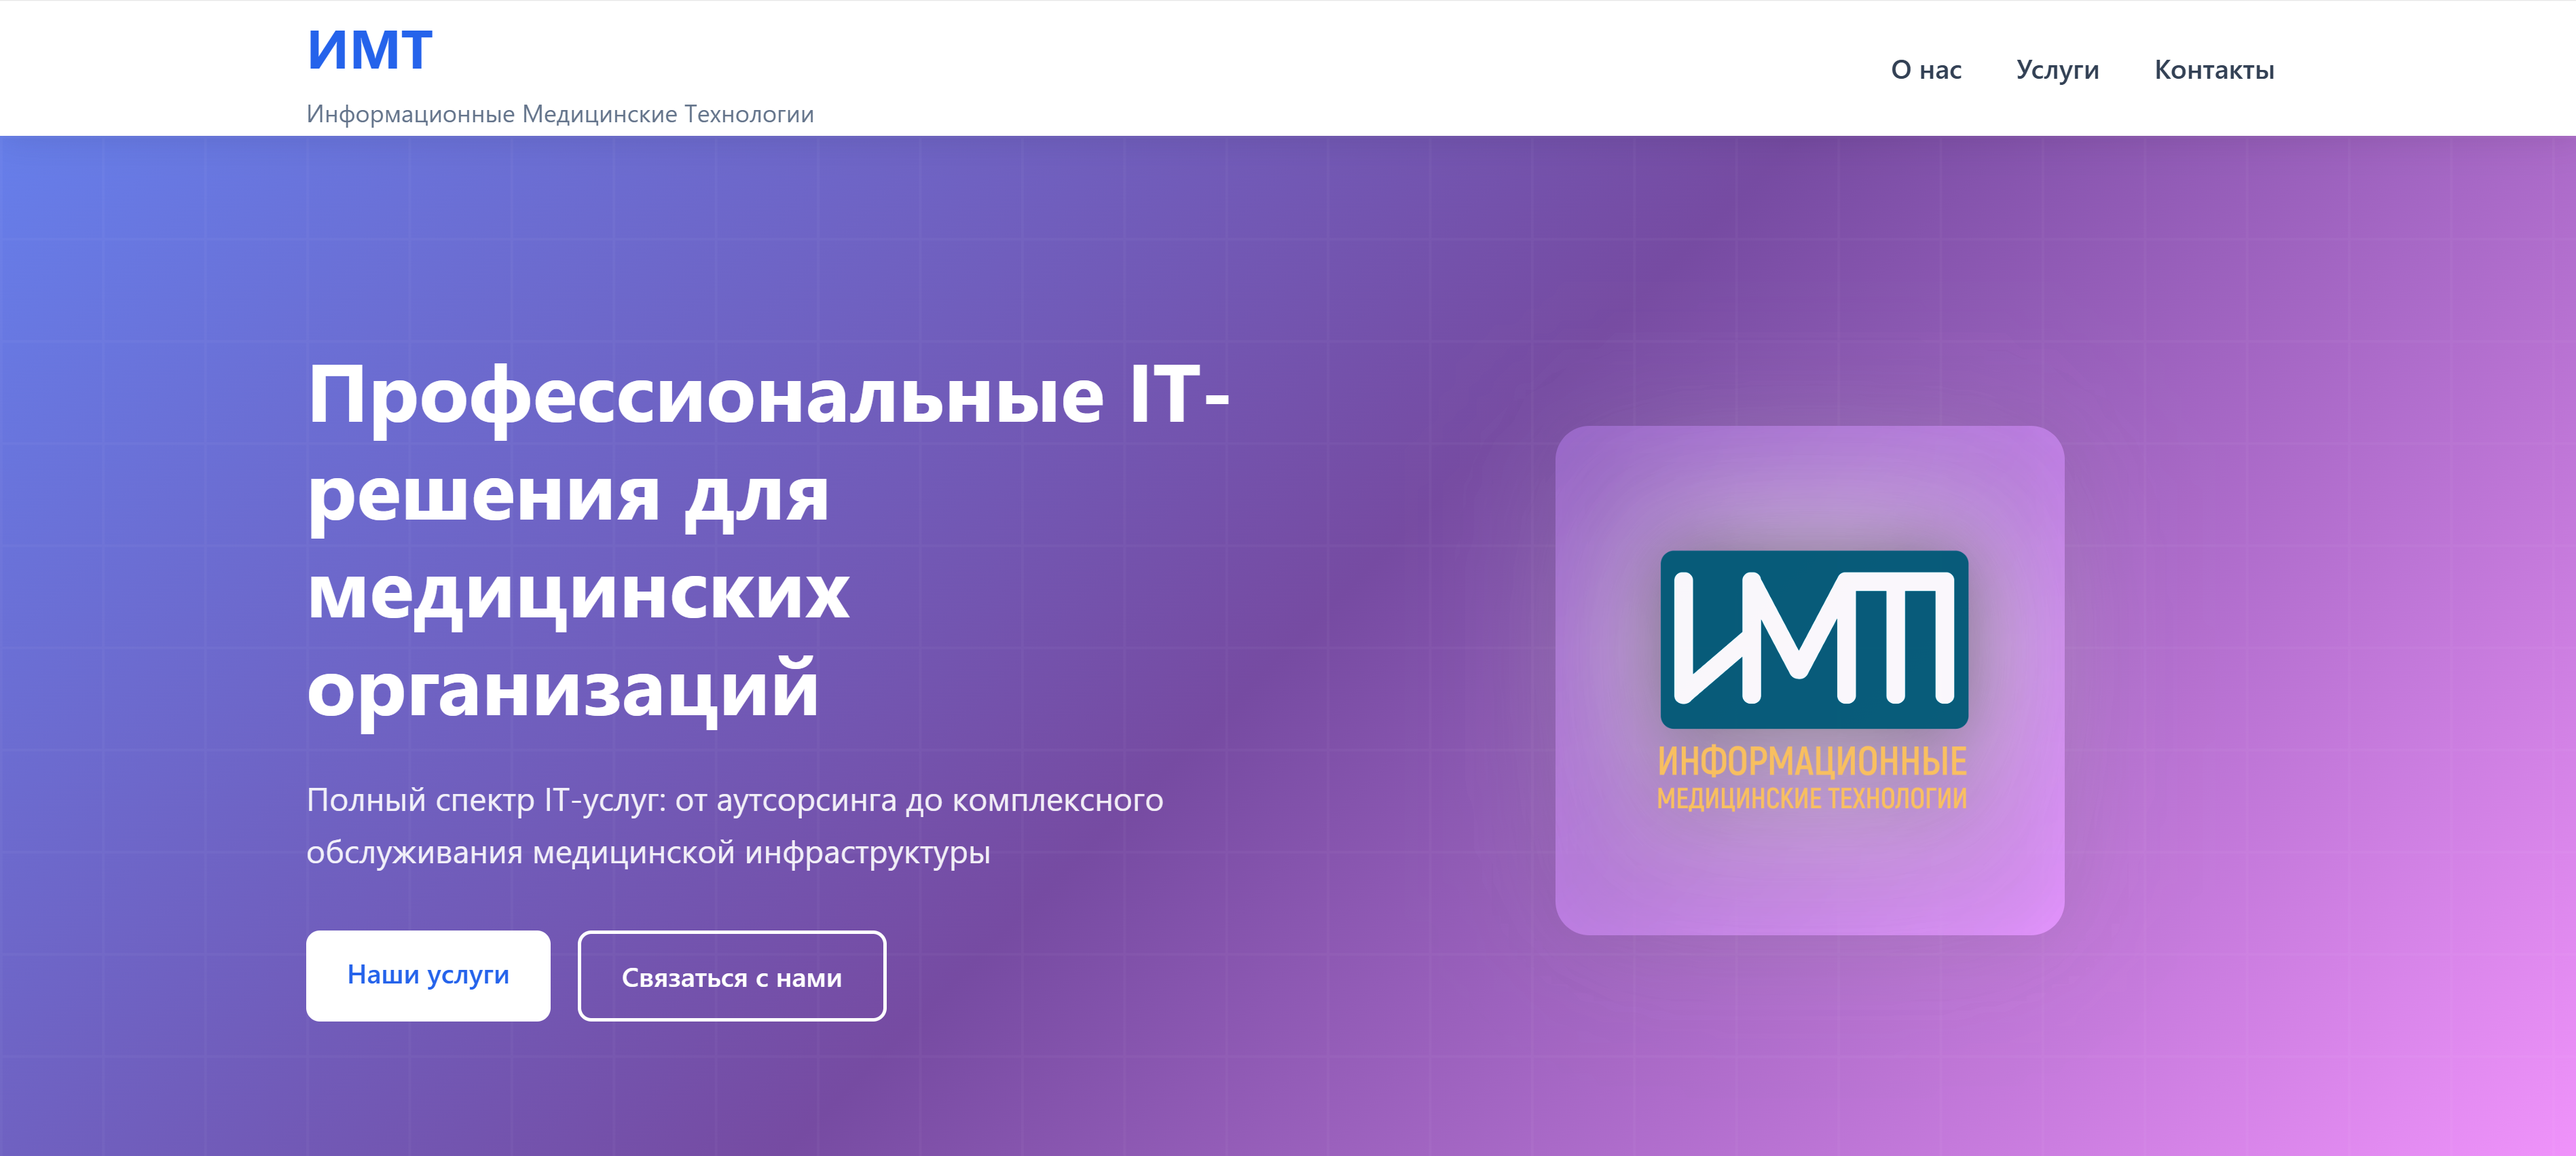 ИМТ
Информационные Медицинские Технологии
О нас
Услуги
Контакты
Профессиональные IT-
решения для
медицинских
организаций
Полный спектр IT-услуг: от аутсорсинга до комплексного
обслуживания медицинской инфраструктуры
Наши услуги
Связаться с нами
ИМТ
ИНФОРМАЦИОННЫЕ
МЕДИЦИНСКИЕ ТЕХНОЛОГИИ